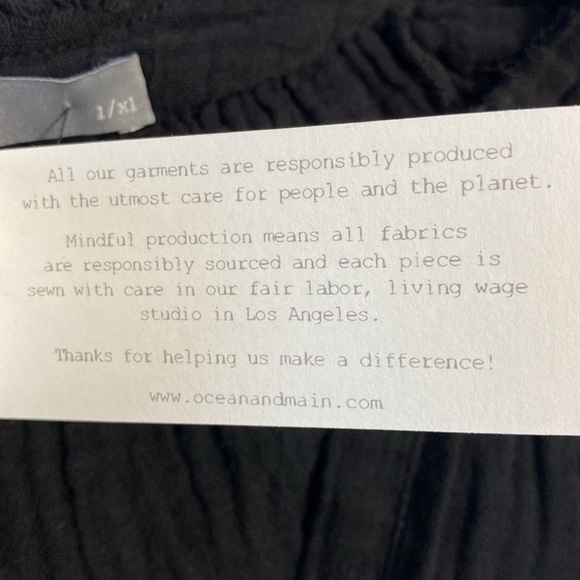 1/xl
All our garments are responsibly produced
with the utmost care for people and the planet.
Mindful production means all fabrics
are responsibly sourced and each piece is
sewn with care in our fair labor, living wage
studio in Los Angeles.
Thanks for helping us make a difference!
www.oceanandmain.com